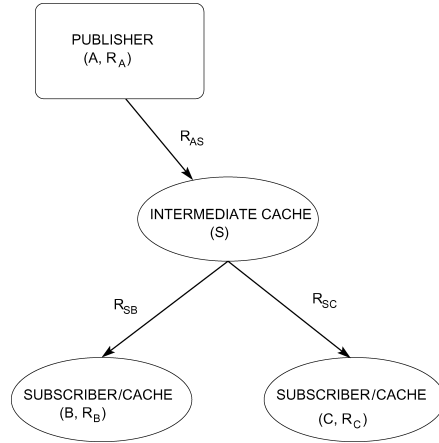 PUBLISHER
(A, R_A)
R_AS
INTERMEDIATE CACHE
(S)
R_SB
R_SC
SUBSCRIBER/CACHE
(B, R_B)
SUBSCRIBER/CACHE
(C, R_C)